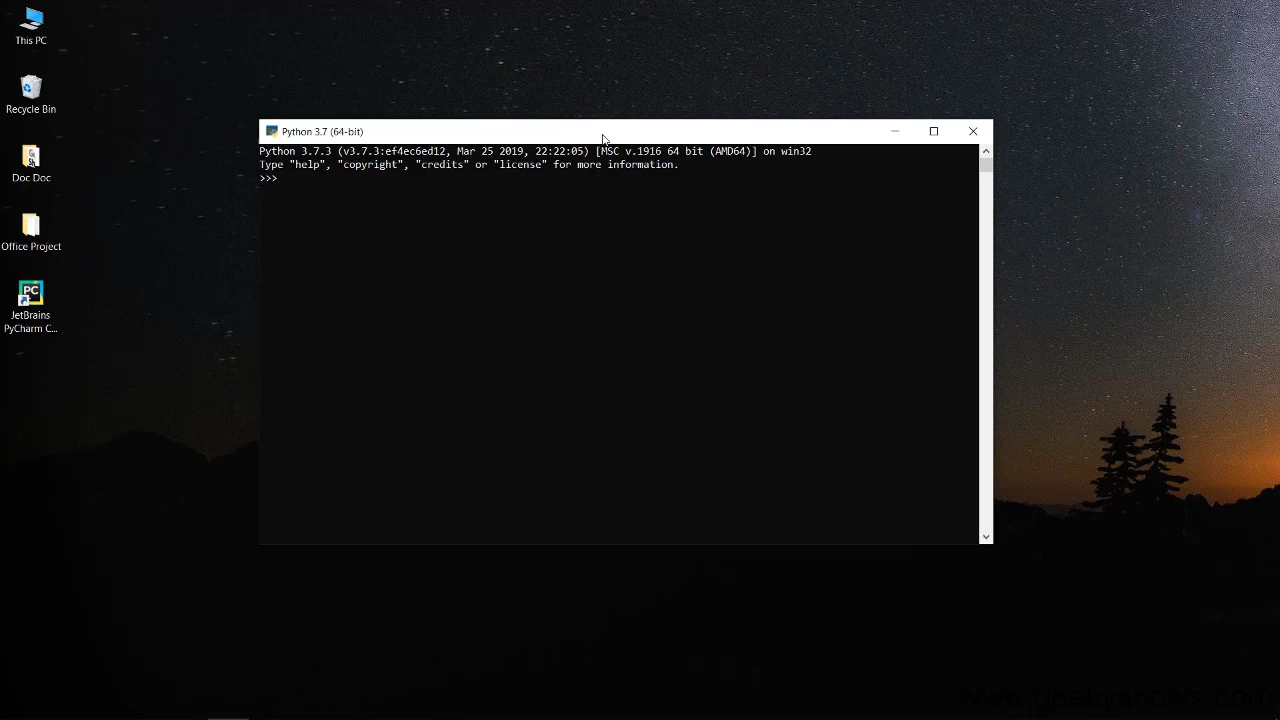 This PC
Recycle Bin
Doc Doc
Office Project
PC
JetBrains
PyCharm C...
Python 3.7 (64-bit)
Python 3.7.3 (v3.7.3:ef4ec6ed12, Mar 25 2019, 22:22:05) [MSC v.1916 64 bit (AMD64)] on win32
Type "help", "copyright", "credits" or "license" for more information.
>>>